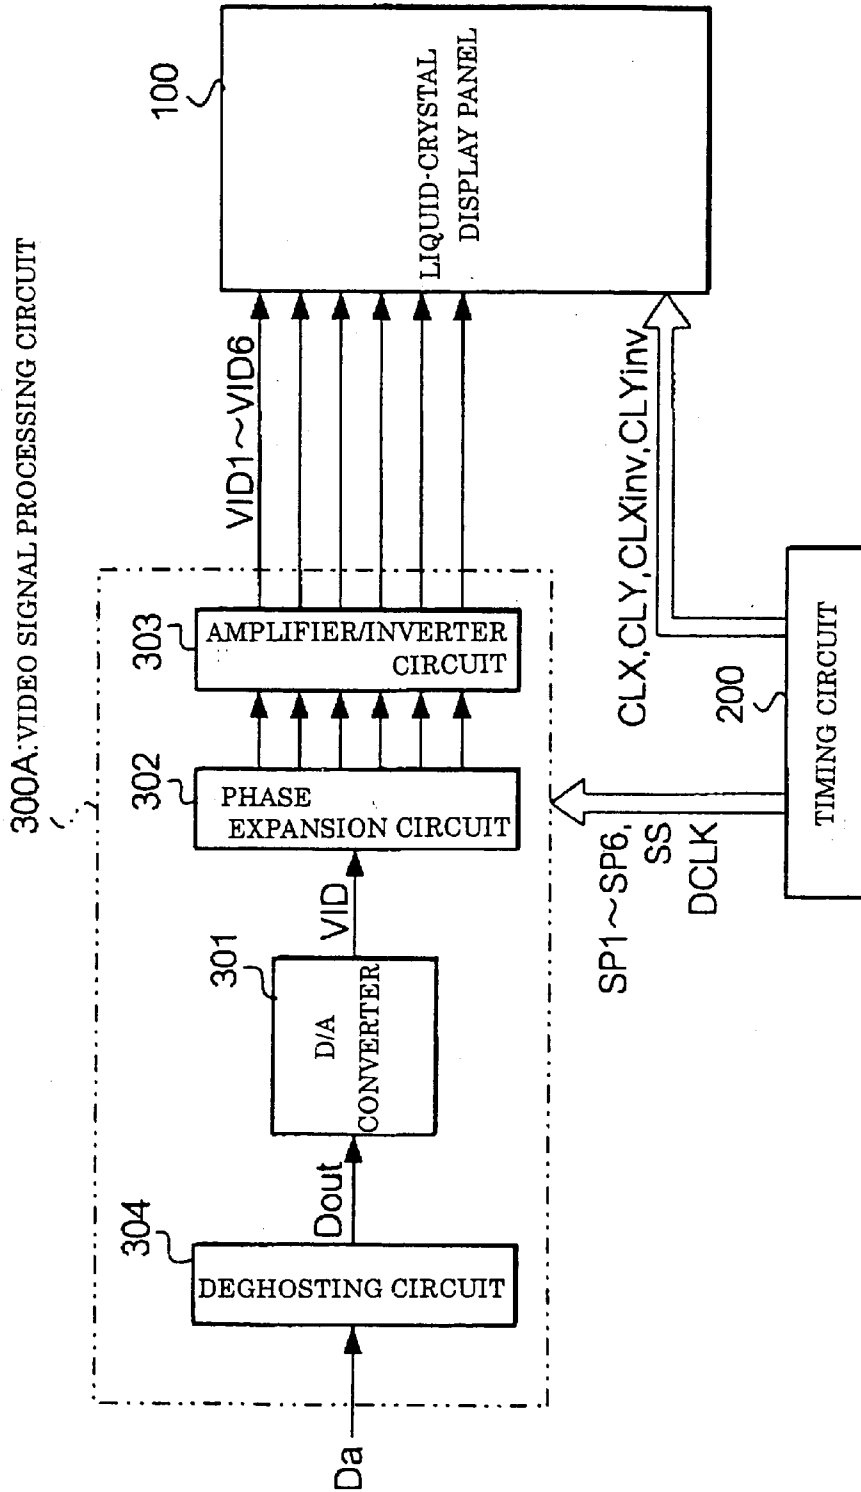 300A:VIDEO SIGNAL PROCESSING CIRCUIT
Da
304
DEGHOSTING CIRCUIT
Dout
301
D/A
CONVERTER
VID
302
PHASE
EXPANSION CIRCUIT
303
AMPLIFIER/INVERTER
CIRCUIT
VID1~VID6
100
LIQUID-CRYSTAL
DISPLAY PANEL
SP1~SP6,
SS
DCLK
CLX,CLY,CLXinv,CLYinv
200
TIMING CIRCUIT